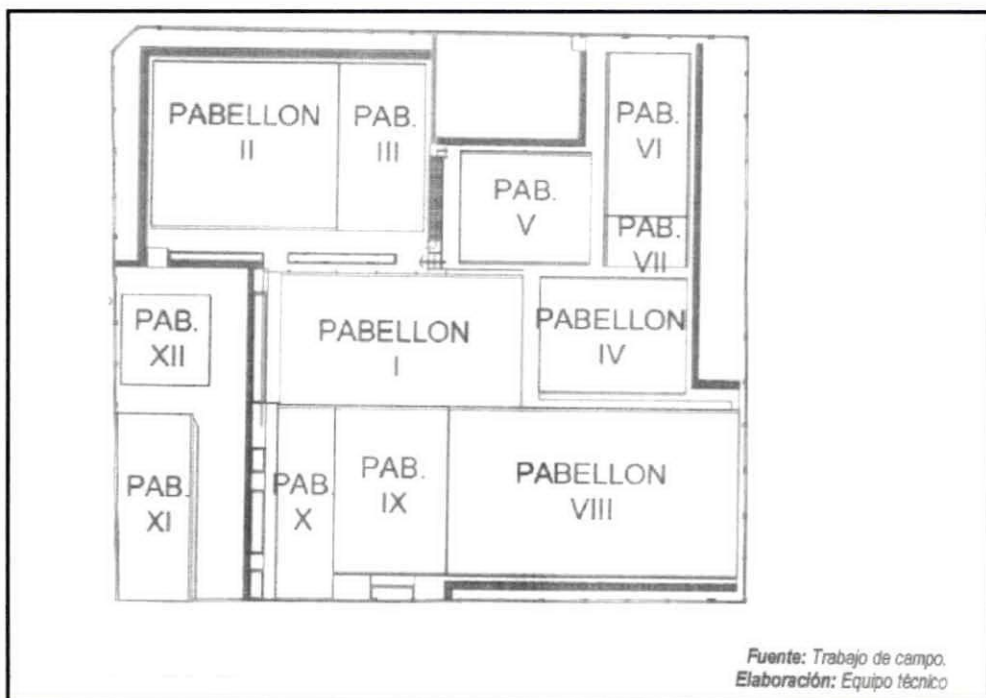 PABELLON
II
PAB.
III
PAB.
V
PAB.
VI
PAB.
VII
PAB.
XII
PABELLON
I
PABELLON
IV
PAB.
XI
PAB.
X
PAB.
IX
PABELLON
VIII
Fuente: Trabajo de campo.
Elaboración: Equipo técnico